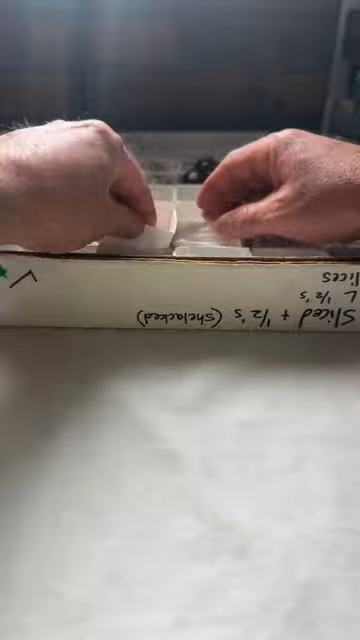 Sliced + 1/2's (Shelacked)
L 1/2's
lices